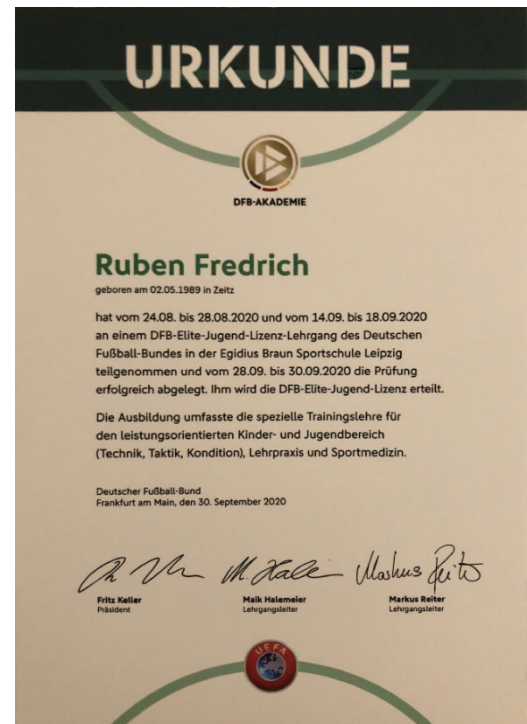 URKUNDE
DFB-AKADEMIE
Ruben Fredrich
geboren am 02.05.1989 in Zeitz
hat vom 24.08. bis 28.08.2020 und vom 14.09. bis 18.09.2020
an einem DFB-Elite-Jugend-Lizenz-Lehrgang des Deutschen
Fußball-Bundes in der Egidius Braun Sportschule Leipzig
teilgenommen und vom 28.09. bis 30.09.2020 die Prüfung
erfolgreich abgelegt. Ihm wird die DFB-Elite-Jugend-Lizenz erteilt.
Die Ausbildung umfasste die spezielle Trainingslehre für
den leistungsorientierten Kinder- und Jugendbereich
(Technik, Taktik, Kondition), Lehrpraxis und Sportmedizin.
Deutscher Fußball-Bund
Frankfurt am Main, den 30. September 2020
M. Hale Markus Reiter
Fritz Keller Maik Halemeier Markus Reiter
Präsident Lehrgangsleiter Lehrgangsleiter
UEFA